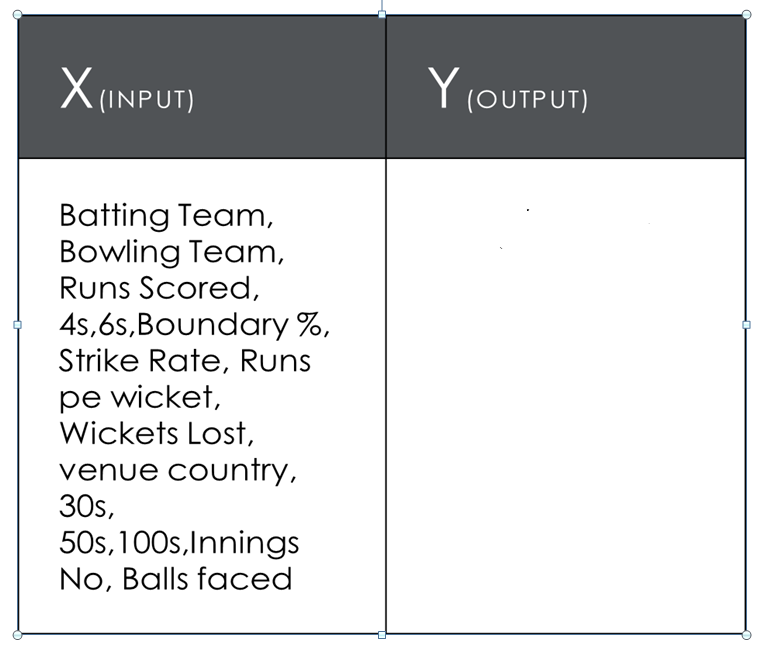 X (INPUT)
Y (OUTPUT)
Batting Team,
Bowling Team,
Runs Scored,
4s,6s,Boundary %,
Strike Rate, Runs
pe wicket,
Wickets Lost,
venue country,
30s,
50s,100s,Innings
No, Balls faced